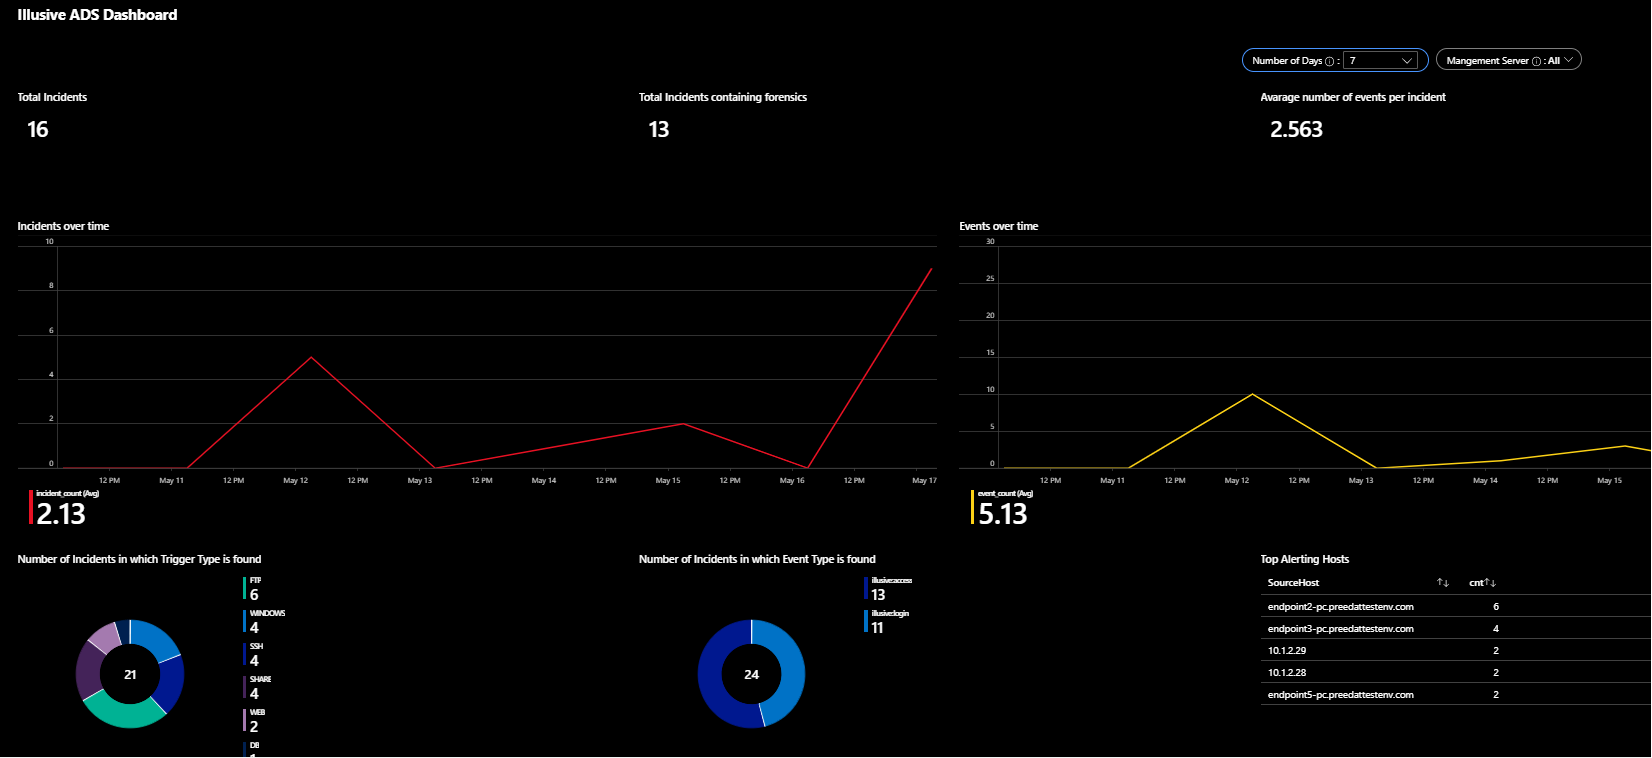 Illusive ADS Dashboard
Number of Days : 7
Mangement Server : All
Total Incidents
16
Total Incidents containing forensics
13
Avarage number of events per incident
2.563
Incidents over time
10
8
6
4
2
0
12 PM May 11 12 PM May 12 12 PM May 13 12 PM May 14 12 PM May 15 12 PM May 16 12 PM May 17
incident_count (Avg)
2.13
Events over time
30
25
20
15
10
5
0
12 PM May 11 12 PM May 12 12 PM May 13 12 PM May 14 12 PM May 15
event_count (Avg)
5.13
Number of Incidents in which Trigger Type is found
21
FTP
6
WINDOWS
4
SSH
4
SHARE
4
WEB
2
DB
Number of Incidents in which Event Type is found
24
illusive:access
13
illusive:login
11
Top Alerting Hosts
SourceHost cnt
endpoint2-pc.preedattestenv.com 6
endpoint3-pc.preedattestenv.com 4
10.1.2.29 2
10.1.2.28 2
endpoint5-pc.preedattestenv.com 2